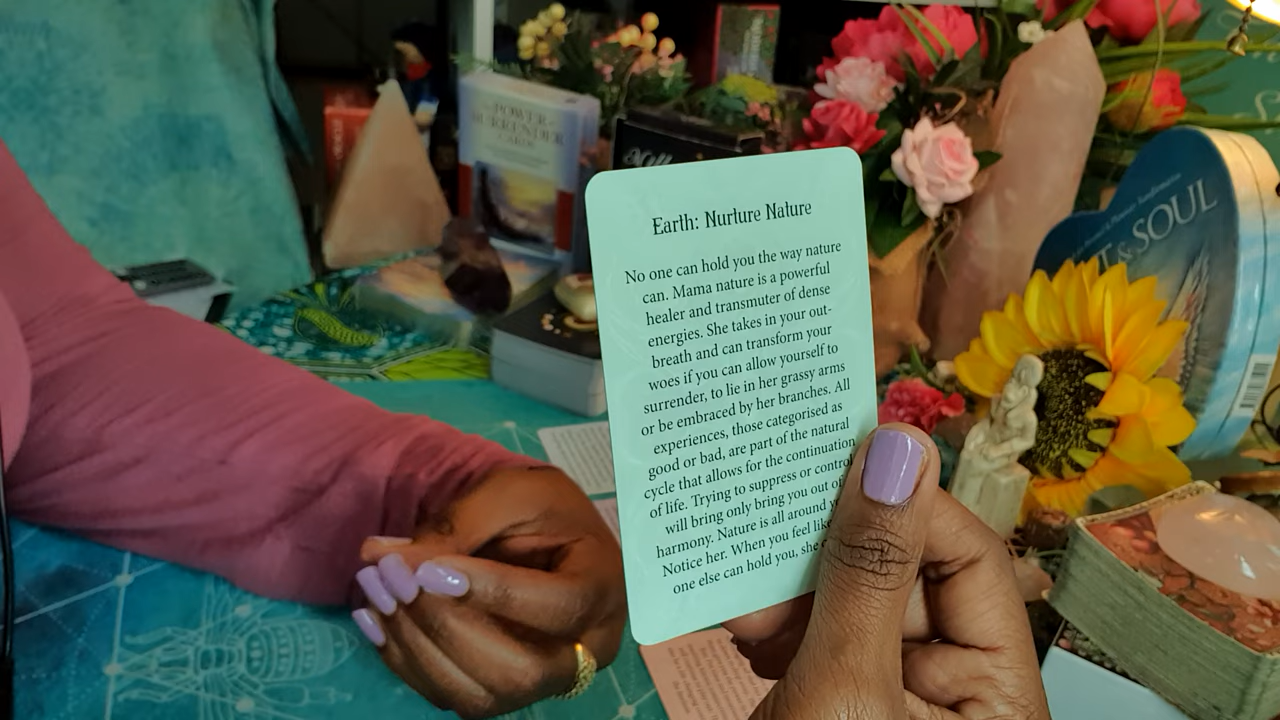 POWER OF
SURRENDER
CARDS
Earth: Nurture Nature
No one can hold you the way nature
can. Mama nature is a powerful
healer and transmuter of dense
energies. She takes in your out-
breath and can transform your
woes if you can allow yourself to
surrender, to lie in her grassy arms
or be embraced by her branches. All
experiences, those categorised as
good or bad, are part of the natural
cycle that allows for the continuation
of life. Trying to suppress or control
will bring only bring you out of
harmony. Nature is all around
Notice her. When you feel like
one else can hold you, she
& SOUL